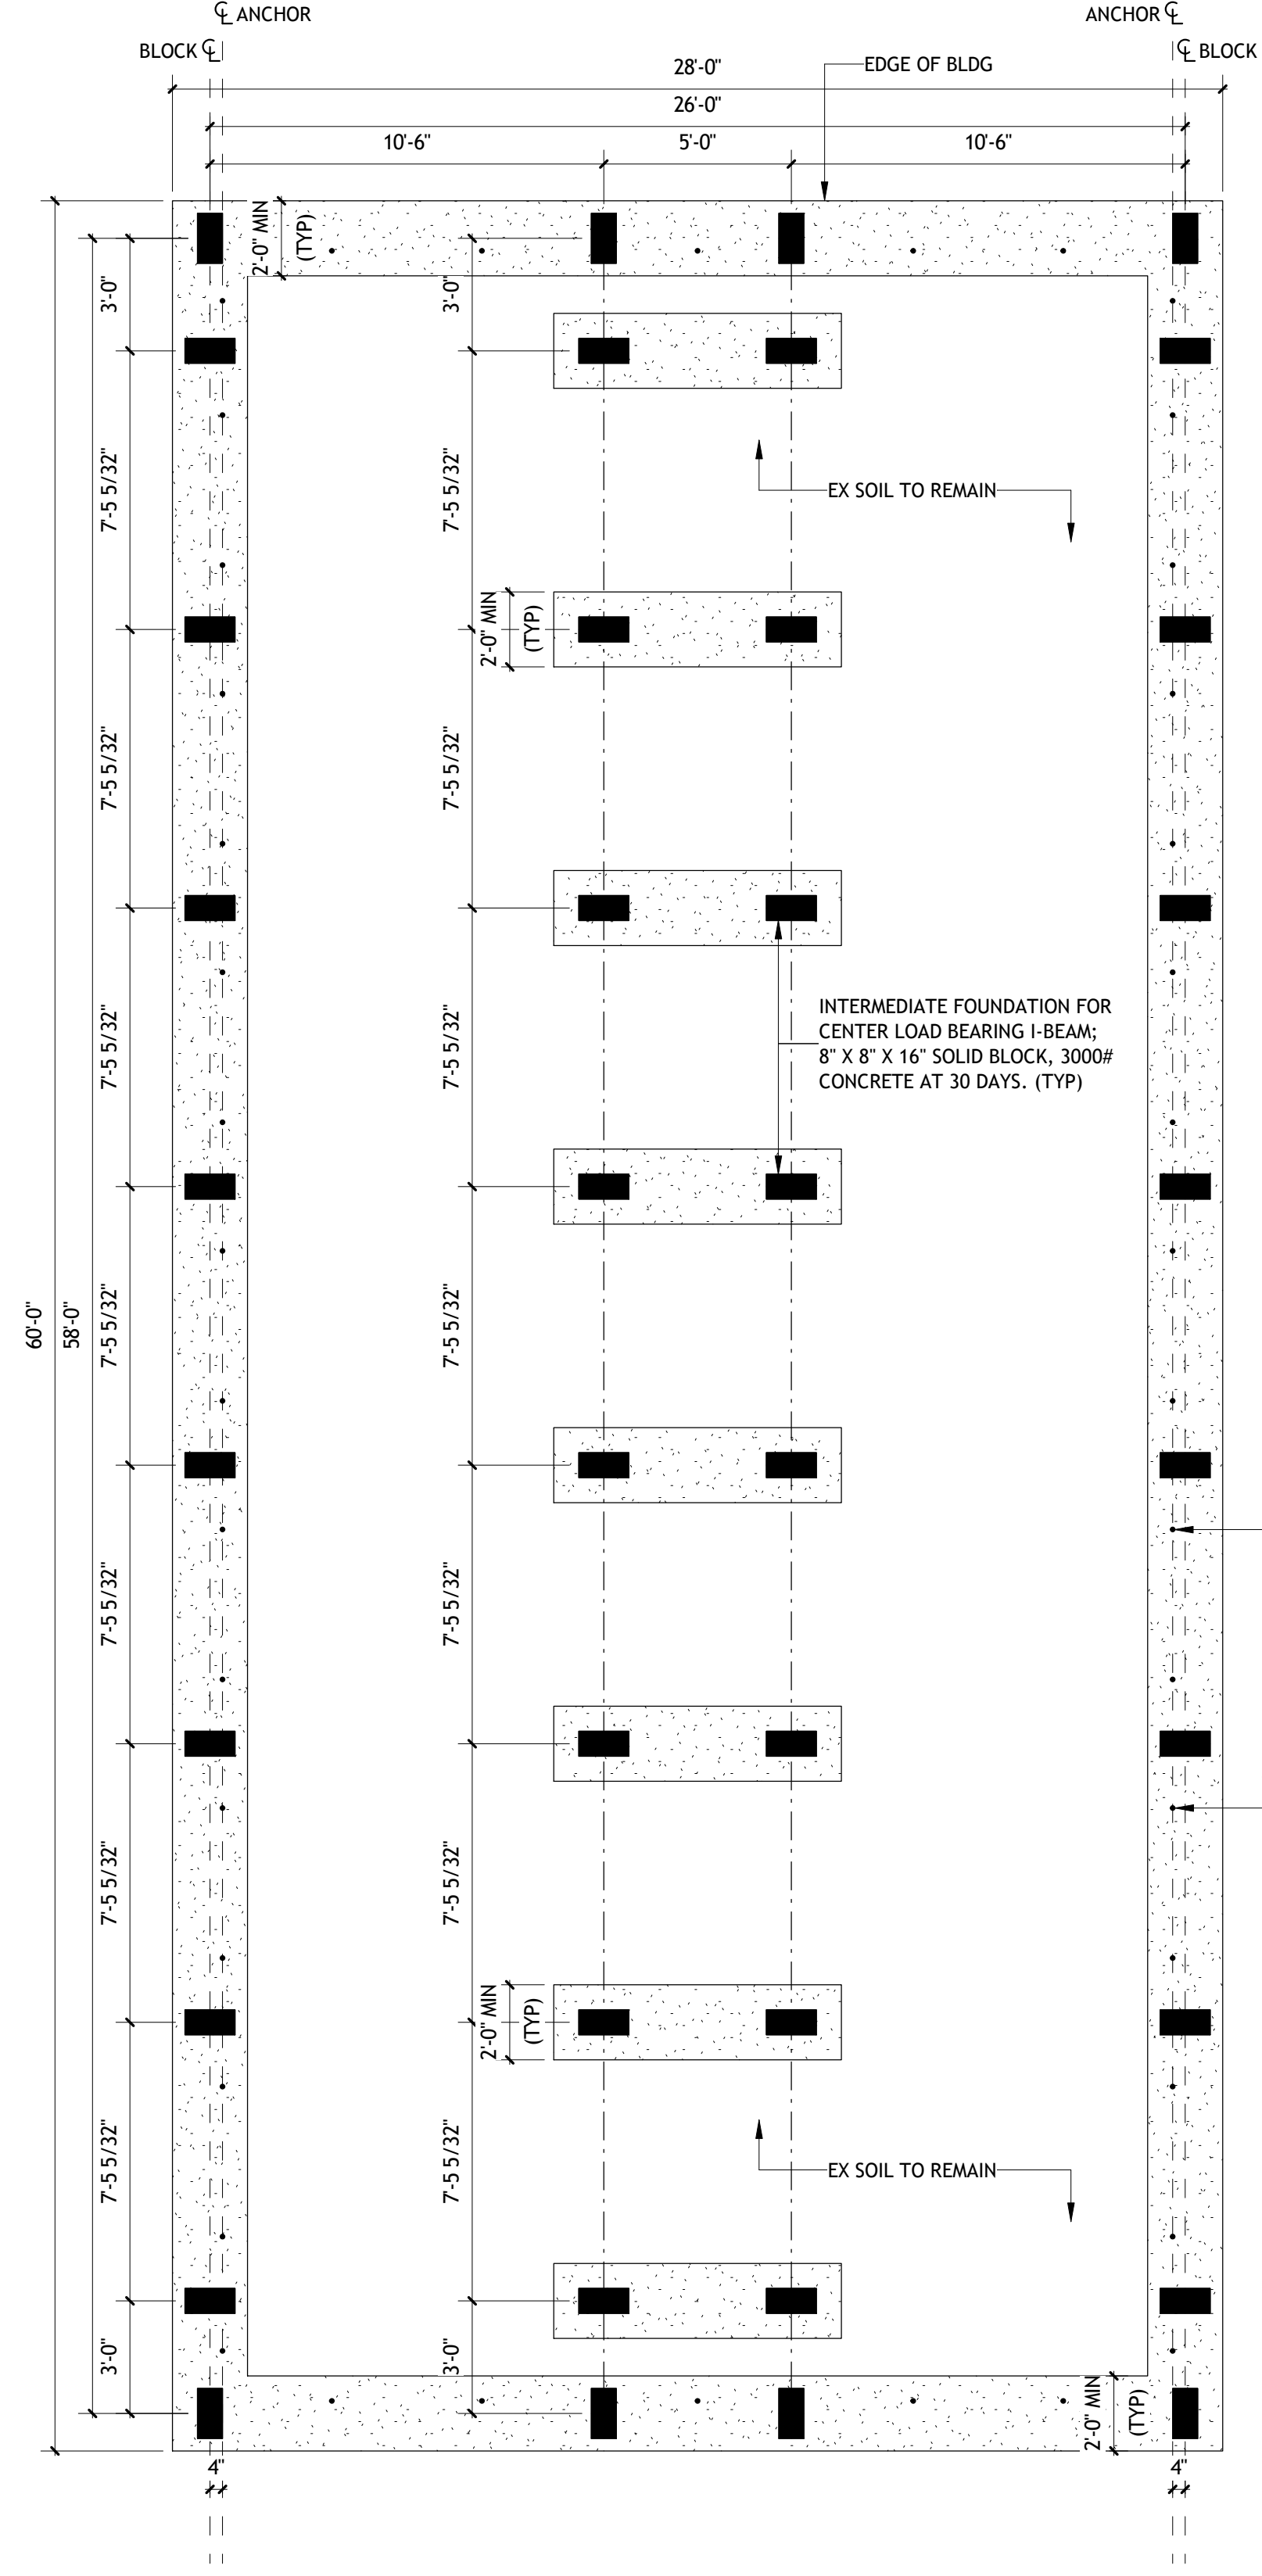 ℄ ANCHOR
ANCHOR ℄
BLOCK ℄
℄ BLOCK
28'-0"
EDGE OF BLDG
26'-0"
10'-6"
5'-0"
10'-6"
2'-0" MIN
(TYP)
3'-0"
3'-0"
7'-5 5/32"
7'-5 5/32"
EX SOIL TO REMAIN
2'-0" MIN
(TYP)
7'-5 5/32"
7'-5 5/32"
INTERMEDIATE FOUNDATION FOR
CENTER LOAD BEARING I-BEAM;
8" X 8" X 16" SOLID BLOCK, 3000#
CONCRETE AT 30 DAYS. (TYP)
7'-5 5/32"
7'-5 5/32"
60'-0"
58'-0"
7'-5 5/32"
7'-5 5/32"
7'-5 5/32"
7'-5 5/32"
7'-5 5/32"
7'-5 5/32"
2'-0" MIN
(TYP)
7'-5 5/32"
7'-5 5/32"
EX SOIL TO REMAIN
3'-0"
3'-0"
2'-0" MIN
(TYP)
4"
4"